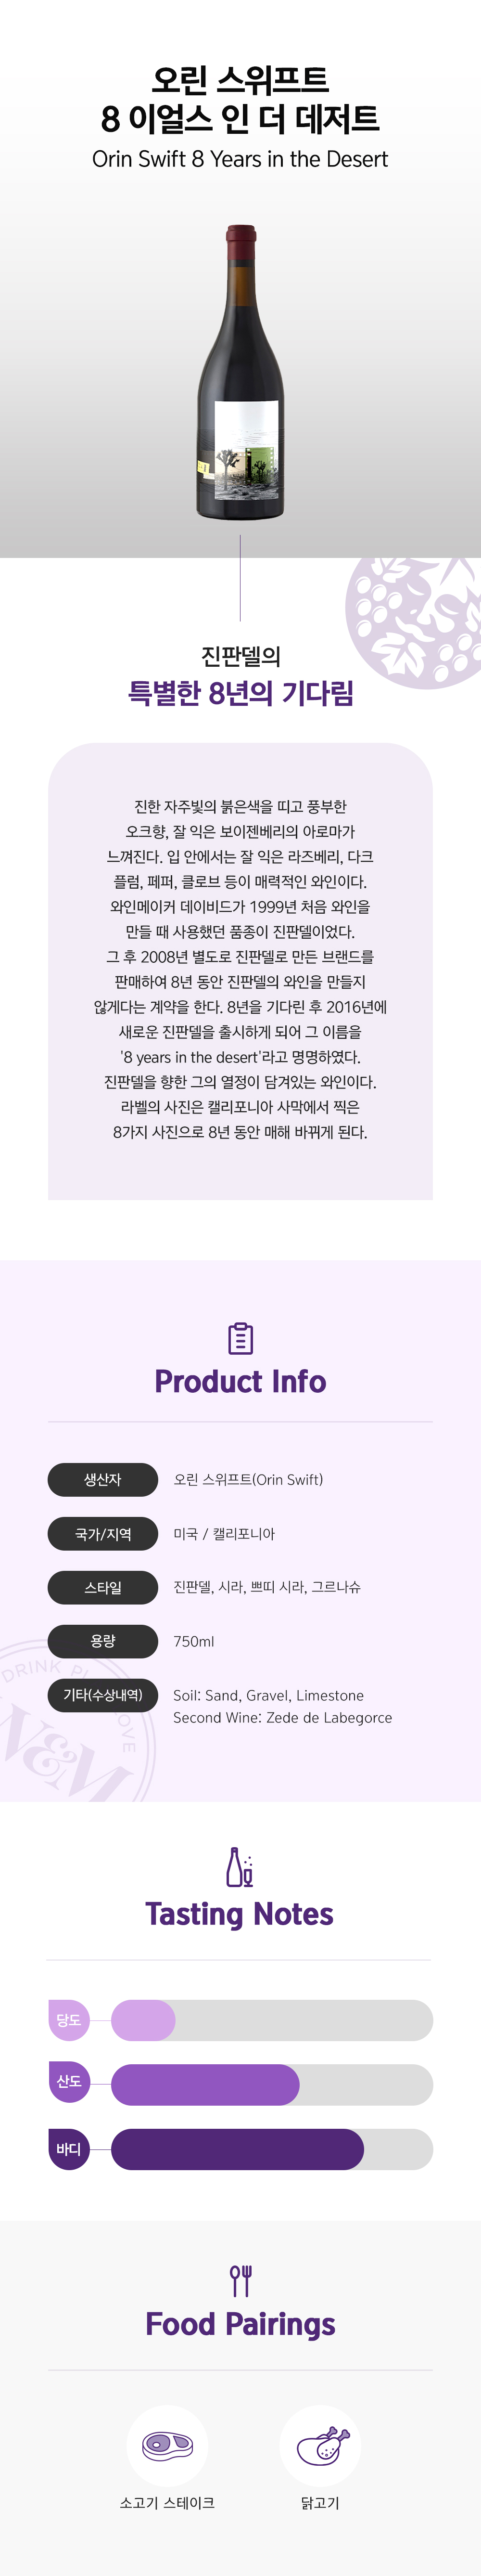 오린 스위프트
8 이얼스 인 더 데저트
Orin Swift 8 Years in the Desert
진판델의
특별한 8년의 기다림
진한 자주빛의 붉은색을 띠고 풍부한
오크향, 잘 익은 보이젠베리의 아로마가
느껴진다. 입 안에서는 잘 익은 라즈베리, 다크
플럼, 페퍼, 클로브 등이 매력적인 와인이다.
와인메이커 데이비드가 1999년 처음 와인을
만들 때 사용했던 품종이 진판델이었다.
그 후 2008년 별도로 진판델로 만든 브랜드를
판매하여 8년 동안 진판델의 와인을 만들지
않게다는 계약을 한다. 8년을 기다린 후 2016년에
새로운 진판델을 출시하게 되어 그 이름을
'8 years in the desert'라고 명명하였다.
진판델을 향한 그의 열정이 담겨있는 와인이다.
라벨의 사진은 캘리포니아 사막에서 찍은
8가지 사진으로 8년 동안 매해 바뀌게 된다.
Product Info
생산자 오린 스위프트(Orin Swift)
국가/지역 미국 / 캘리포니아
스타일 진판델, 시라, 쁘띠 시라, 그르나슈
용량 750ml
기타(수상내역) Soil: Sand, Gravel, Limestone
Second Wine: Zede de Labegorce
DRINK
W&M
Tasting Notes
당도
산도
바디
Food Pairings
소고기 스테이크 닭고기